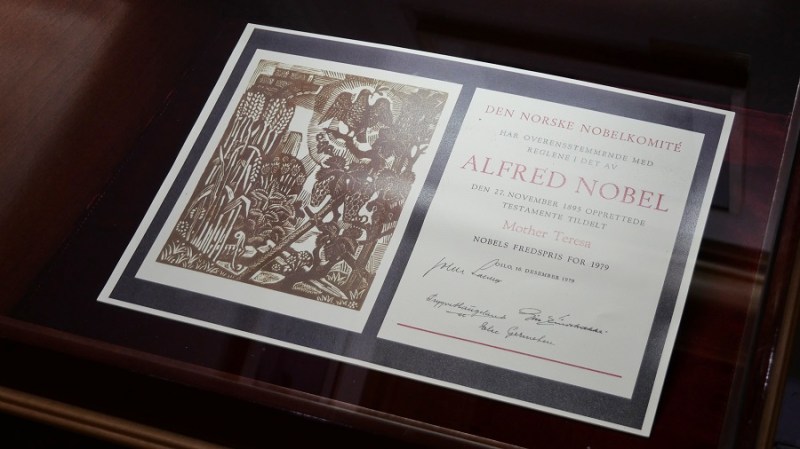 DEN NORSKE NOBELKOMITÉ
HAR OVERENSSTEMMENDE MED
REGLENE I DET AV
ALFRED NOBEL
DEN 27. NOVEMBER 1895 OPPRETTEDE
TESTAMENTE TILDELT
Mother Teresa
NOBELS FREDSPRIS FOR 1979
OSLO, 10. DESEMBER 1979